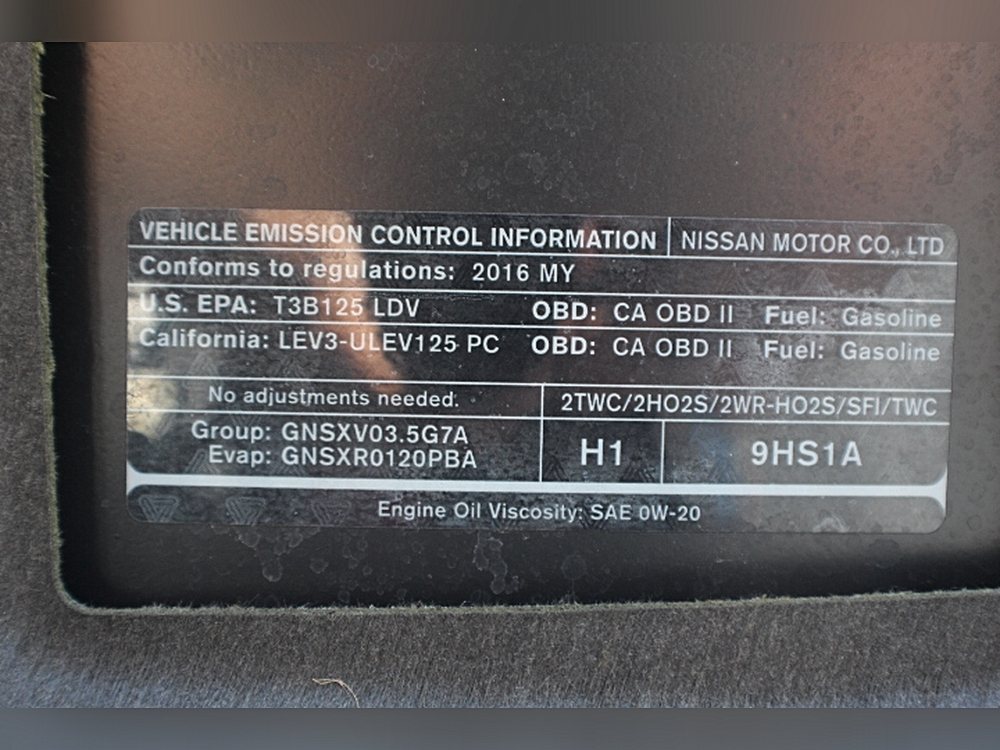 VEHICLE EMISSION CONTROL INFORMATION NISSAN MOTOR CO., LTD
Conforms to regulations: 2016 MY
U.S. EPA: T3B125 LDV OBD: CA OBD II Fuel: Gasoline
California: LEV3-ULEV125 PC OBD: CA OBD II Fuel: Gasoline
No adjustments needed. 2TWC/2HO2S/2WR-HO2S/SFI/TWC
Group: GNSXV03.5G7A
Evap: GNSXR0120PBA
H1 9HS1A
Engine Oil Viscosity: SAE 0W-20